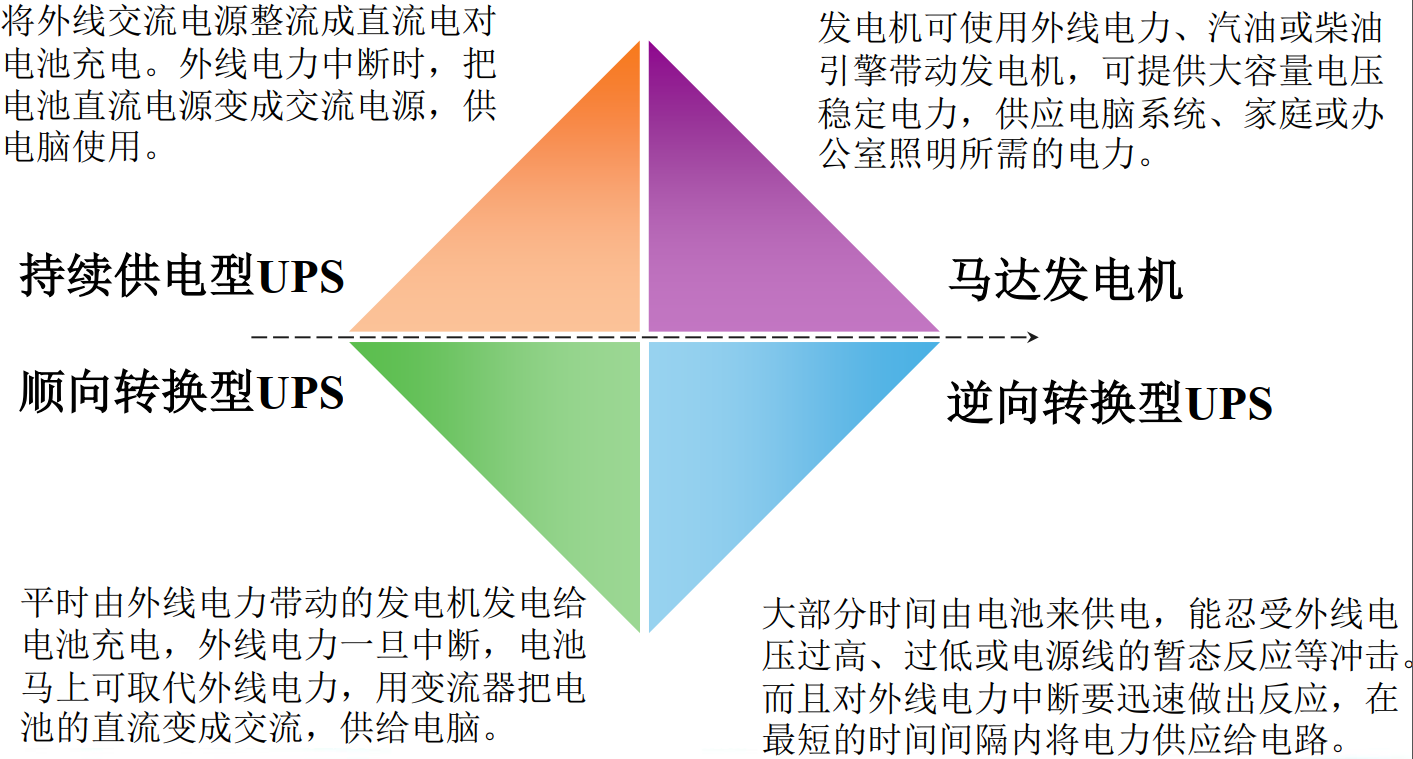 将外线交流电源整流成直流电对
电池充电。外线电力中断时，把
电池直流电源变成交流电源，供
电脑使用。
发电机可使用外线电力、汽油或柴油
引擎带动发电机，可提供大容量电压
稳定电力，供应电脑系统、家庭或办
公室照明所需的电力。
持续供电型UPS
马达发电机
顺向转换型UPS
逆向转换型UPS
平时由外线电力带动的发电机发电给
电池充电，外线电力一旦中断，电池
马上可取代外线电力，用变流器把电
池的直流变成交流，供给电脑。
大部分时间由电池来供电，能忍受外线电
压过高、过低或电源线的暂态反应等冲击。
而且对外线电力中断要迅速做出反应，在
最短的时间间隔内将电力供应给电路。